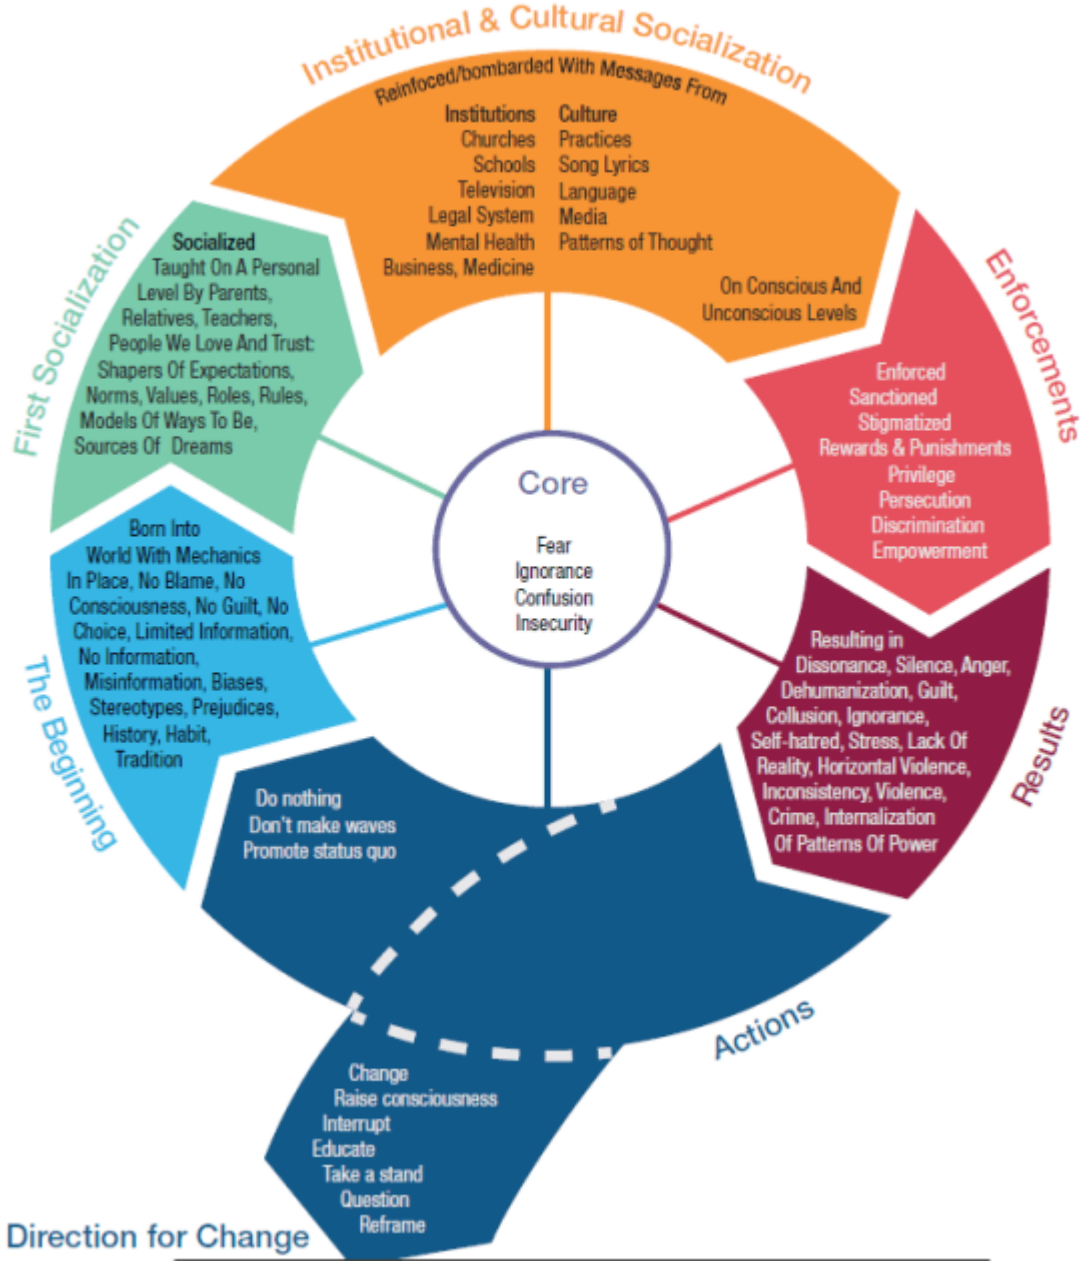 Institutional & Cultural Socialization
Reinfoced/bombarded With Messages From
Institutions
Churches
Schools
Television
Legal System
Mental Health
Business, Medicine
Culture
Practices
Song Lyrics
Language
Media
Patterns of Thought
On Conscious And
Unconscious Levels
Enforcements
Enforced
Sanctioned
Stigmatized
Rewards & Punishments
Privilege
Persecution
Discrimination
Empowerment
Results
Resulting in
Dissonance, Silence, Anger,
Dehumanization, Guilt,
Collusion, Ignorance,
Self-hatred, Stress, Lack Of
Reality, Horizontal Violence,
Inconsistency, Violence,
Crime, Internalization
Of Patterns Of Power
Actions
Do nothing
Don't make waves
Promote status quo
Change
Raise consciousness
Interrupt
Educate
Take a stand
Question
Reframe
Direction for Change
The Beginning
Born Into
World With Mechanics
In Place, No Blame, No
Consciousness, No Guilt, No
Choice, Limited Information,
No Information,
Misinformation, Biases,
Stereotypes, Prejudices,
History, Habit,
Tradition
First Socialization
Socialized
Taught On A Personal
Level By Parents,
Relatives, Teachers,
People We Love And Trust:
Shapers Of Expectations,
Norms, Values, Roles, Rules,
Models Of Ways To Be,
Sources Of Dreams
Core
Fear
Ignorance
Confusion
Insecurity